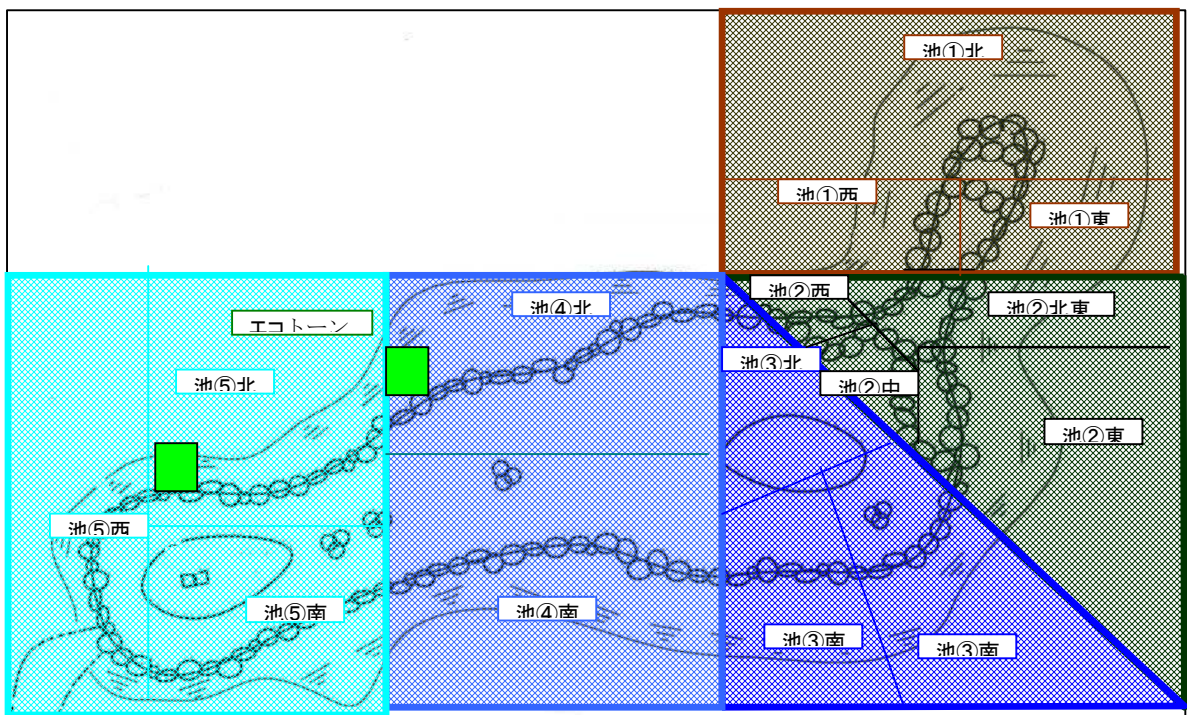 池①北
池①西
池①東
池②西
池②北東
池④北
エコトーン
池③北
池⑤北
池②中
池②東
池⑤西
池⑤南
池④南
池③南
池③南